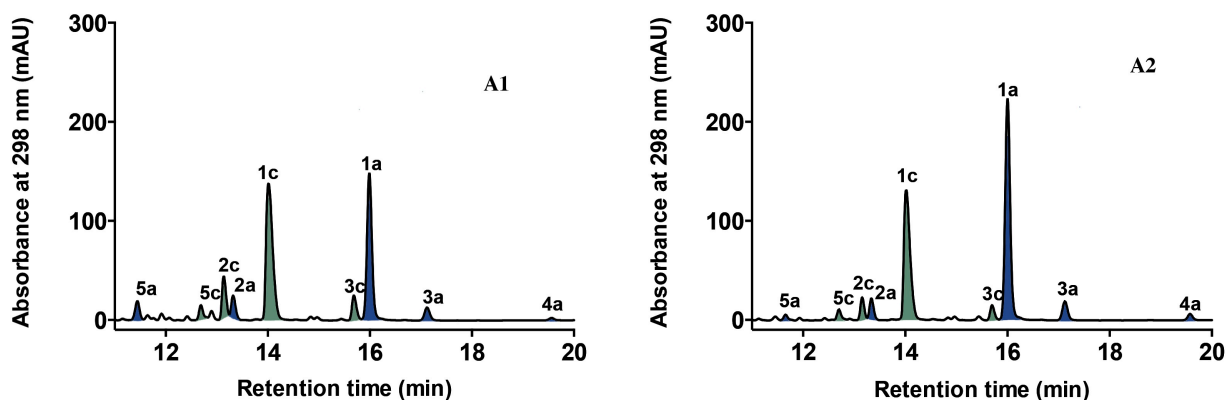 300
200
100
0
Absorbance at 298 nm (mAU)
A1
5a
5c
2c
2a
1c
3c
1a
3a
4a
12 14 16 18 20
Retention time (min)
300
200
100
0
Absorbance at 298 nm (mAU)
A2
5a
5c
2c
2a
1c
3c
1a
3a
4a
12 14 16 18 20
Retention time (min)